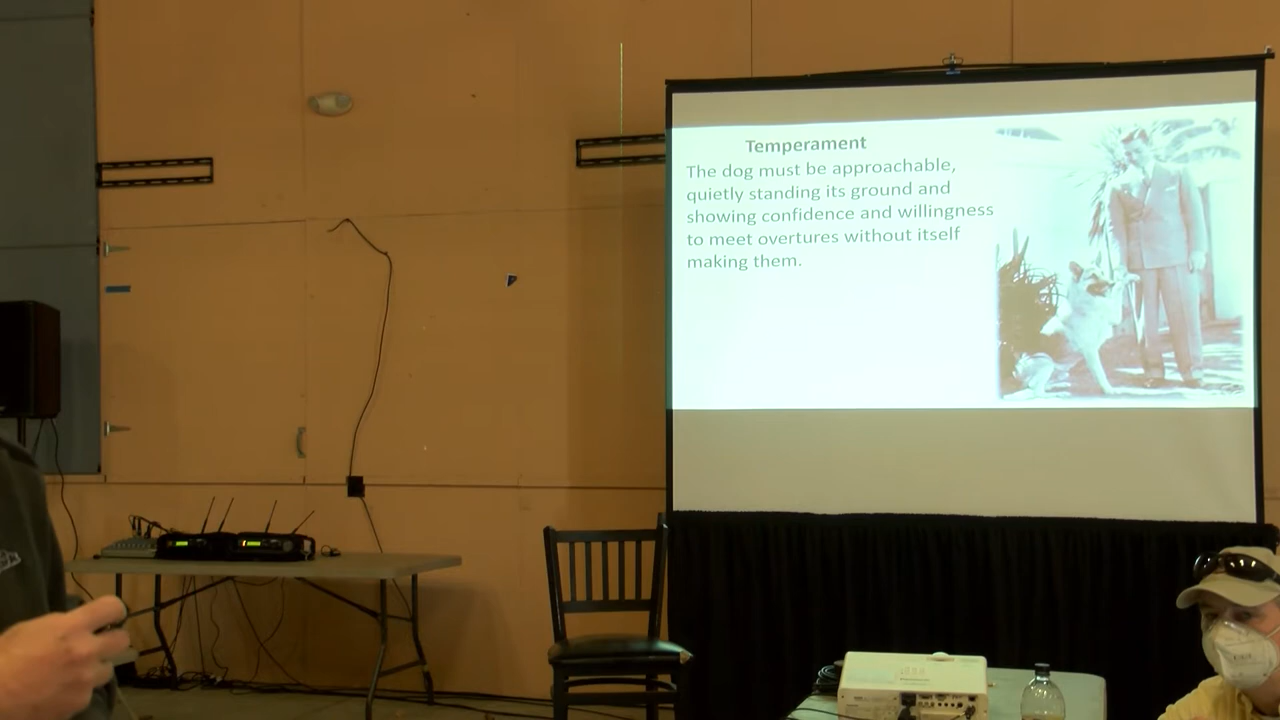 Temperament
The dog must be approachable,
quietly standing its ground and
showing confidence and willingness
to meet overtures without itself
making them.